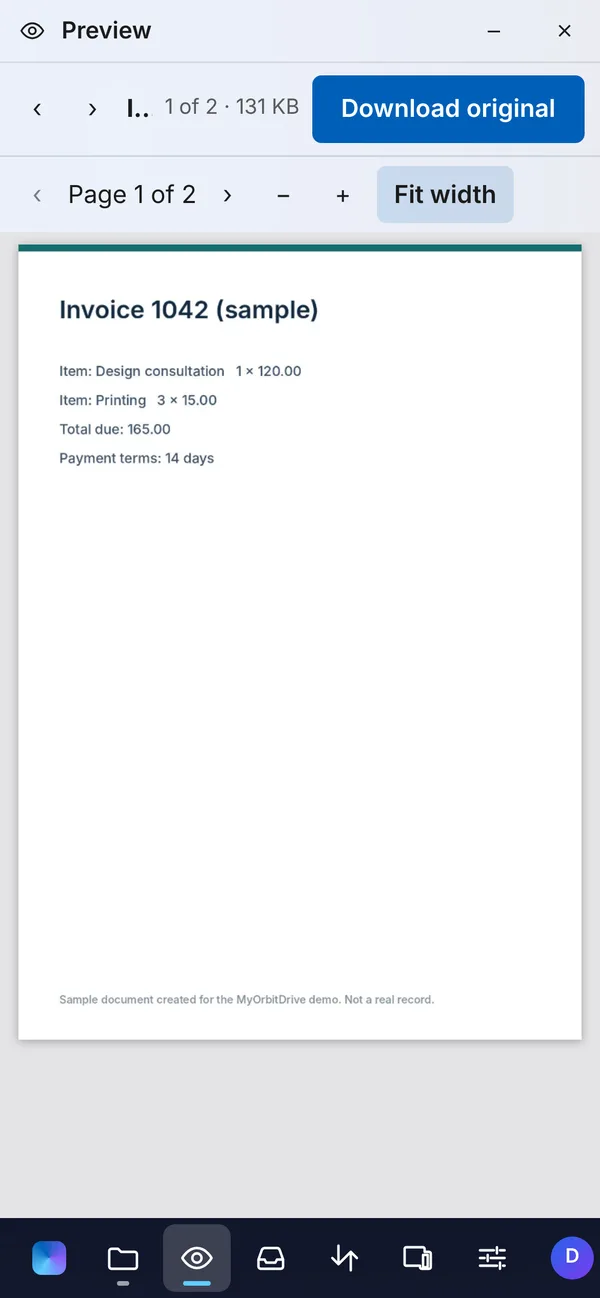 Preview
I.. 1 of 2 · 131 KB Download original
Page 1 of 2 Fit width
Invoice 1042 (sample)
Item: Design consultation 1 × 120.00
Item: Printing 3 × 15.00
Total due: 165.00
Payment terms: 14 days
Sample document created for the MyOrbitDrive demo. Not a real record.
D